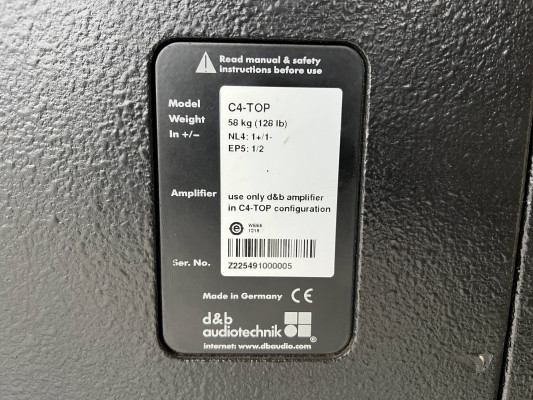 Read manual & safety
instructions before use
Model C4-TOP
Weight 58 kg (128 lb)
In +/– NL4: 1+/1-
EP5: 1/2
Amplifier use only d&b amplifier
in C4-TOP configuration
WEEE
Ser. No. Z225491000005
Made in Germany CE
d&b
audiotechnik ®
internet: www.dbaudio.com